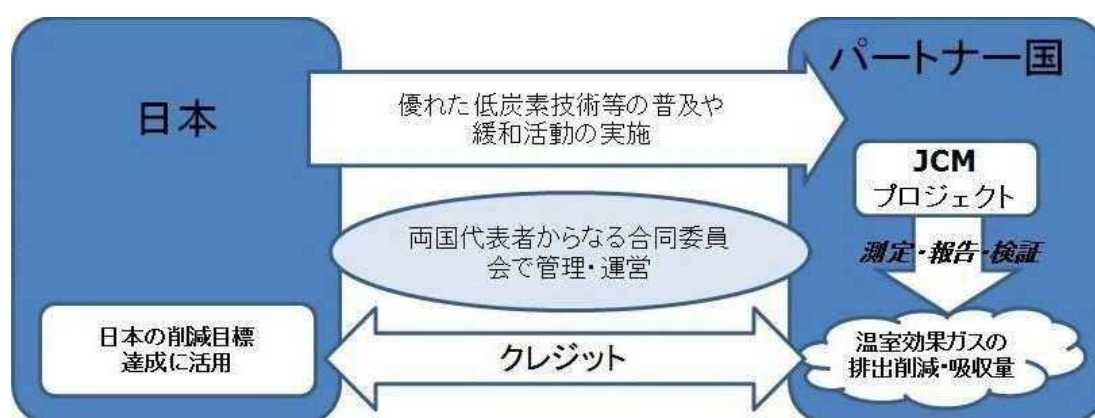 日本
優れた低炭素技術等の普及や
緩和活動の実施
パートナー国
JCM
プロジェクト
両国代表者からなる合同委員
会で管理・運営
測定・報告・検証
日本の削減目標
達成に活用
クレジット
温室効果ガスの
排出削減・吸収量